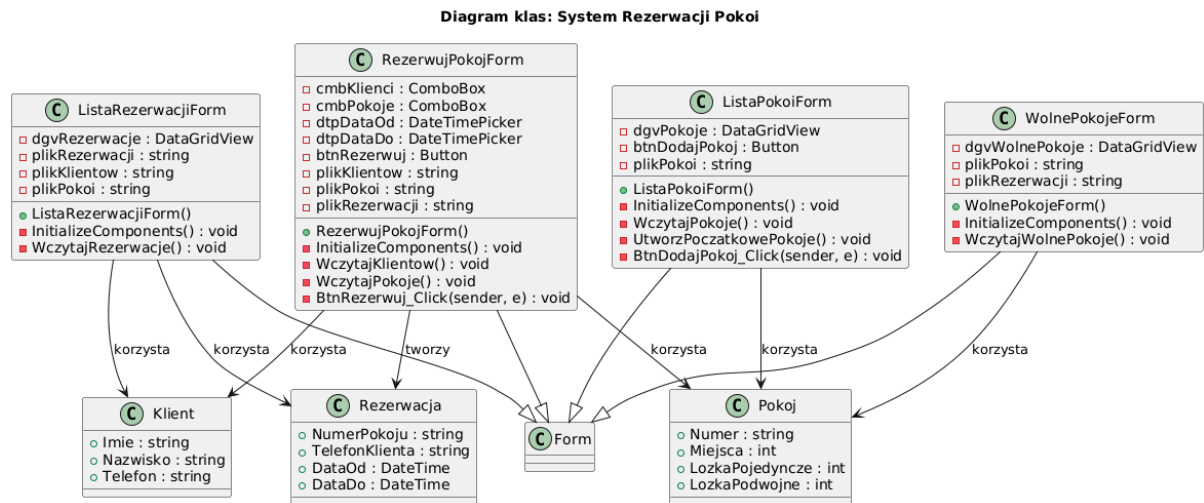 Diagram klas: System Rezerwacji Pokoi
C ListaRezerwacjiForm
dgvRezerwacje : DataGridView
plikRezerwacji : string
plikKlientow : string
plikPokoi : string
ListaRezerwacjiForm()
InitializeComponents() : void
WczytajRezerwacje() : void
C RezerwujPokojForm
cmbKlienci : ComboBox
cmbPokoje : ComboBox
dtpDataOd : DateTimePicker
dtpDataDo : DateTimePicker
btnRezerwuj : Button
plikKlientow : string
plikPokoi : string
plikRezerwacji : string
RezerwujPokojForm()
InitializeComponents() : void
WczytajKlientow() : void
WczytajPokoje() : void
BtnRezerwuj_Click(sender, e) : void
C ListaPokoiForm
dgvPokoje : DataGridView
btnDodajPokoj : Button
plikPokoi : string
ListaPokoiForm()
InitializeComponents() : void
WczytajPokoje() : void
UtworzPoczatkowePokoje() : void
BtnDodajPokoj_Click(sender, e) : void
C WolnePokojeForm
dgvWolnePokoje : DataGridView
plikPokoi : string
plikRezerwacji : string
WolnePokojeForm()
InitializeComponents() : void
WczytajWolnePokoje() : void
korzysta
korzysta
korzysta
tworzy
korzysta
korzysta
korzysta
C Klient
Imie : string
Nazwisko : string
Telefon : string
C Rezerwacja
NumerPokoju : string
TelefonKlienta : string
DataOd : DateTime
DataDo : DateTime
C Form
C Pokoj
Numer : string
Miejsca : int
LozkaPojedyncze : int
LozkaPodwojne : int